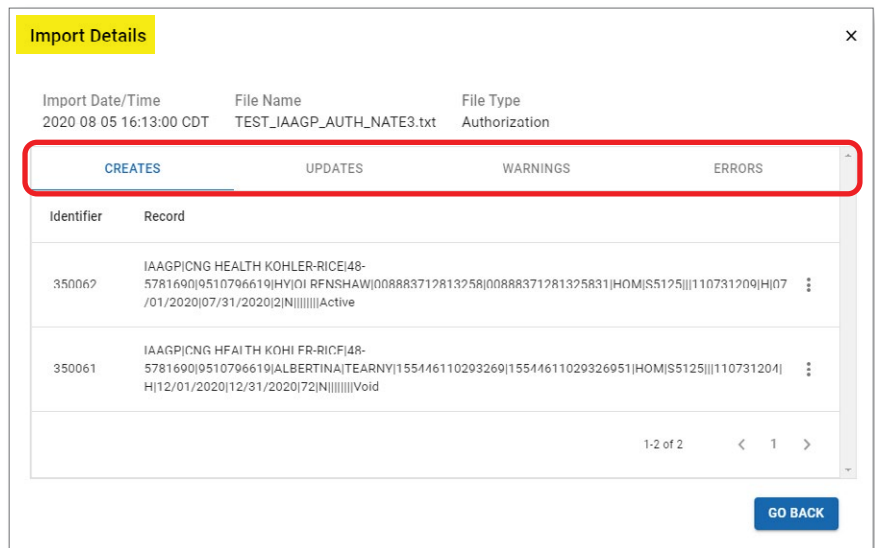 Import Details
Import Date/Time File Name File Type
2020 08 05 16:13:00 CDT TEST_IAAGP_AUTH_NATE3.txt Authorization
CREATES UPDATES WARNINGS ERRORS
Identifier Record
IAAGP|CNG HEALTH KOHLER-RICE|48-
350062 5781690|9510796619|HY|OLRENSHAW|008883712813258|00888371281325831|HOM|S5125|||110731209|H|07
/01/2020|07/31/2020|2|N||||||||Active
IAAGP|CNG HEALTH KOHLER-RICE|48-
350061 5781690|9510796619|ALBERTINA|TEARNY|155446110293269|15544611029326951|HOM|S5125|||110731204|
H|12/01/2020|12/31/2020|72|N||||||||Void
1-2 of 2 < 1 >
GO BACK